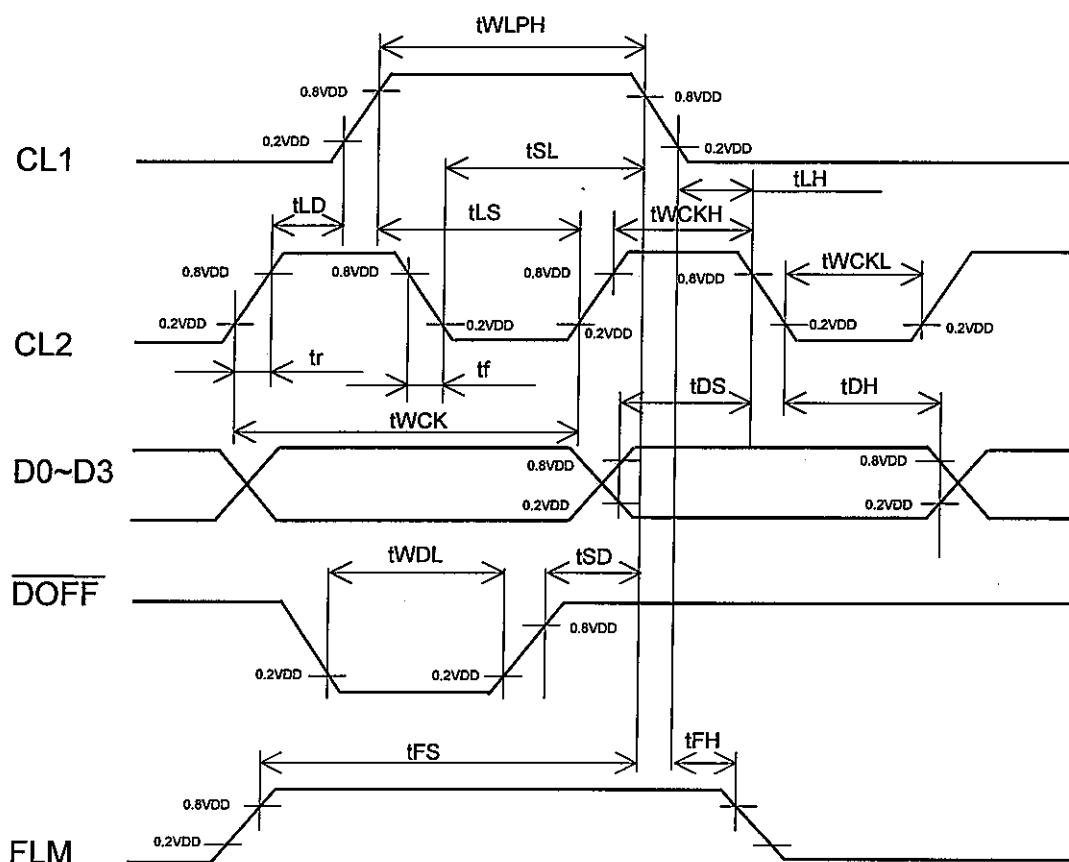 tWLPH
0.8VDD 0.8VDD
0.2VDD 0.2VDD
CL1
tSL
tLH
tLD tLS tWCKH
0.8VDD 0.8VDD 0.8VDD 0.8VDD tWCKL
0.2VDD 0.2VDD 0.2VDD 0.2VDD 0.2VDD
CL2
tr tf
tDS tDH
tWCK
D0~D3
0.8VDD 0.8VDD
0.2VDD 0.2VDD
tWDL tSD
DOFF
0.8VDD
0.2VDD
tFS tFH
0.8VDD
0.2VDD
FLM